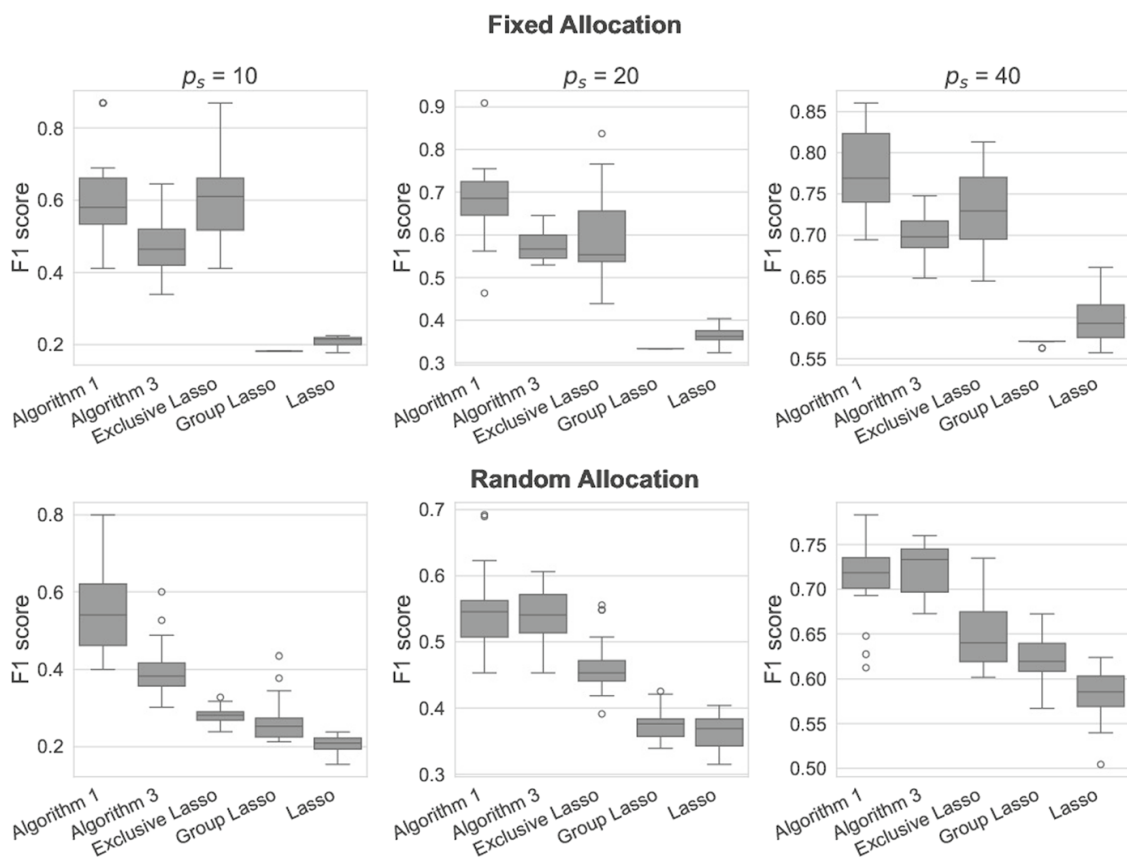 Fixed Allocation
pₛ = 10
pₛ = 20
pₛ = 40
F1 score
0.8
0.6
0.4
0.2
Algorithm 1
Algorithm 3
Exclusive Lasso
Group Lasso
Lasso
F1 score
0.9
0.8
0.7
0.6
0.5
0.4
0.3
Algorithm 1
Algorithm 3
Exclusive Lasso
Group Lasso
Lasso
F1 score
0.85
0.80
0.75
0.70
0.65
0.60
0.55
Algorithm 1
Algorithm 3
Exclusive Lasso
Group Lasso
Lasso
Random Allocation
F1 score
0.8
0.6
0.4
0.2
Algorithm 1
Algorithm 3
Exclusive Lasso
Group Lasso
Lasso
F1 score
0.7
0.6
0.5
0.4
0.3
Algorithm 1
Algorithm 3
Exclusive Lasso
Group Lasso
Lasso
F1 score
0.75
0.70
0.65
0.60
0.55
0.50
Algorithm 1
Algorithm 3
Exclusive Lasso
Group Lasso
Lasso